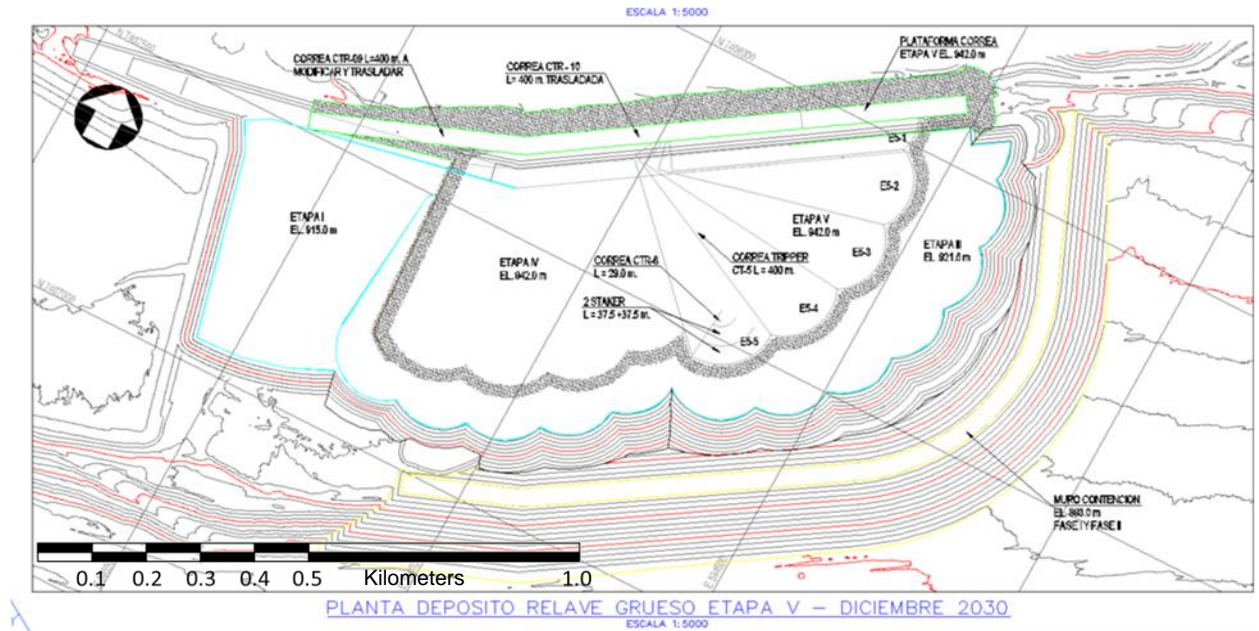 ESCALA 1:5000
PLATAFORMA CORREA
ETAPA V EL. 942.0 m
CORREA CTR-09 L=400 m. A
MODIFICAR Y TRASLADAR
CORREA CTR - 10
L= 400 m. TRASLADADA
E5-1
E5-2
ETAPA I
EL. 915.0 m
ETAPA V
EL. 942.0 m
ETAPA III
EL. 921.0 m
E5-3
ETAPA IV
EL. 942.0 m
CORREA CTR-6
L = 29.0 m.
CORREA TRIPPER
CT-5 L = 400 m.
2 STAKER
L = 37.5 +37.5 m.
E5-4
E5-5
MURO CONTENCION
EL. 893.0 m
FASE I Y FASE II
0.1 0.2 0.3 0.4 0.5 Kilometers 1.0
PLANTA DEPOSITO RELAVE GRUESO ETAPA V – DICIEMBRE 2030
ESCALA 1:5000